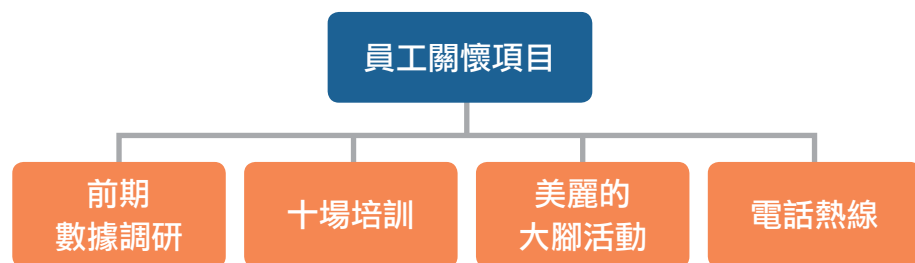 員工關懷項目
前期
數據調研
十場培訓
美麗的
大腳活動
電話熱線